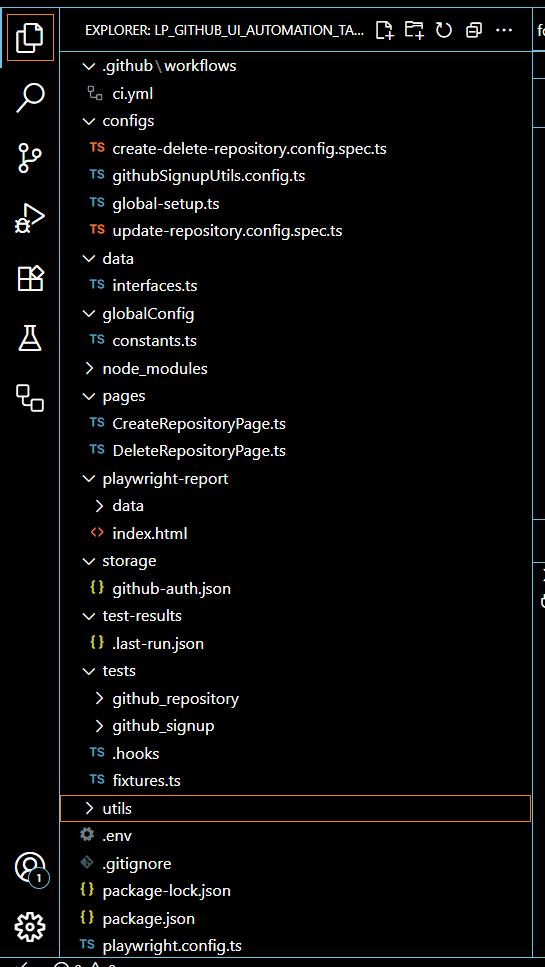 EXPLORER: LP_GITHUB_UI_AUTOMATION_TA...
.github\workflows
ci.yml
configs
TS create-delete-repository.config.spec.ts
TS githubSignupUtils.config.ts
TS global-setup.ts
TS update-repository.config.spec.ts
data
TS interfaces.ts
globalConfig
TS constants.ts
node_modules
pages
TS CreateRepositoryPage.ts
TS DeleteRepositoryPage.ts
playwright-report
data
<> index.html
storage
{} github-auth.json
test-results
{} .last-run.json
tests
github_repository
github_signup
TS .hooks
TS fixtures.ts
utils
.env
.gitignore
{} package-lock.json
{} package.json
TS playwright.config.ts
1